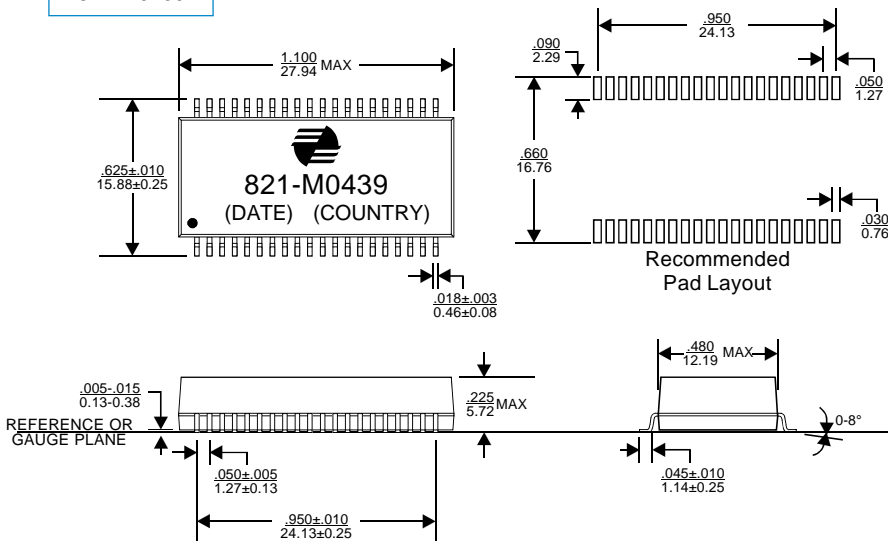 1.100
27.94 MAX
.625±.010
15.88±0.25
821-M0439
(DATE) (COUNTRY)
.018±.003
0.46±0.08
.950
24.13
.090
2.29
.050
1.27
.660
16.76
.030
0.76
Recommended
Pad Layout
.005-.015
0.13-0.38
REFERENCE OR
GAUGE PLANE
.225
5.72 MAX
.050±.005
1.27±0.13
.950±.010
24.13±0.25
.480
12.19 MAX
0-8°
.045±.010
1.14±0.25